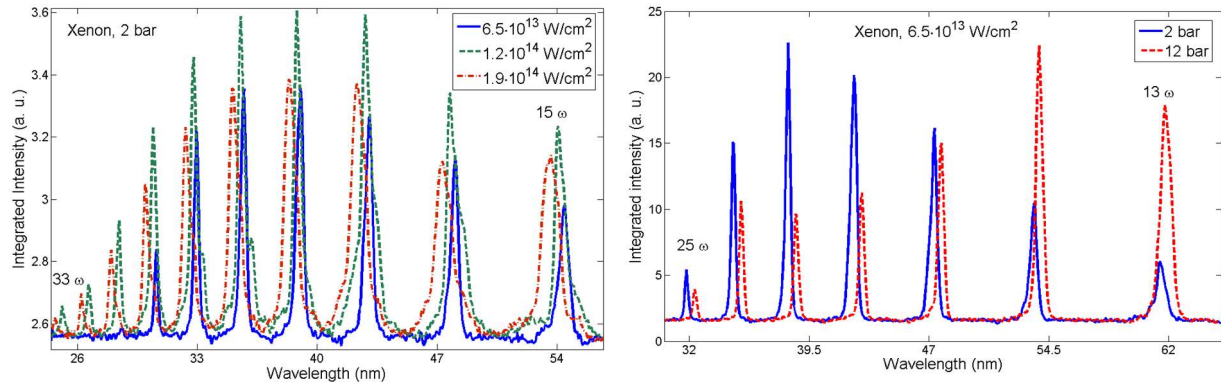 Xenon, 2 bar
6.5·10^13 W/cm^2
1.2·10^14 W/cm^2
1.9·10^14 W/cm^2
15 ω
33 ω
3.6
3.4
3.2
3
2.8
2.6
Integrated Intensity (a. u.)
26 33 40 47 54
Wavelength (nm)
Xenon, 6.5·10^13 W/cm^2
2 bar
12 bar
13 ω
25 ω
25
20
15
10
5
0
Integrated intensity (a. u.)
32 39.5 47 54.5 62
Wavelength (nm)